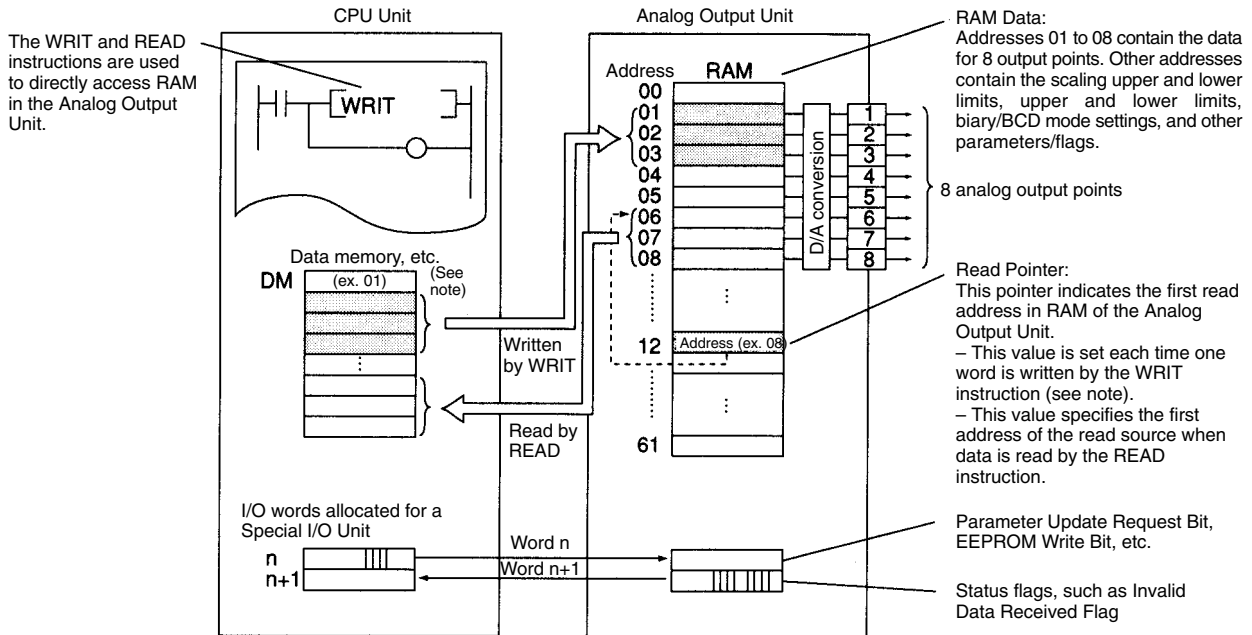 CPU Unit
Analog Output Unit
The WRIT and READ
instructions are used
to directly access RAM
in the Analog Output
Unit.
WRIT
Data memory, etc.
DM
(ex. 01)
(See
note)
Written
by WRIT
Read by
READ
I/O words allocated for a
Special I/O Unit
n
n+1
Word n
Word n+1
Address
RAM
00
01
02
03
04
05
06
07
08
12
Address (ex. 08)
61
D/A conversion
1
2
3
4
5
6
7
8
8 analog output points
RAM Data:
Addresses 01 to 08 contain the data
for 8 output points. Other addresses
contain the scaling upper and lower
limits, upper and lower limits,
biary/BCD mode settings, and other
parameters/flags.
Read Pointer:
This pointer indicates the first read
address in RAM of the Analog
Output Unit.
– This value is set each time one
word is written by the WRIT
instruction (see note).
– This value specifies the first
address of the read source when
data is read by the READ
instruction.
Parameter Update Request Bit,
EEPROM Write Bit, etc.
Status flags, such as Invalid
Data Received Flag